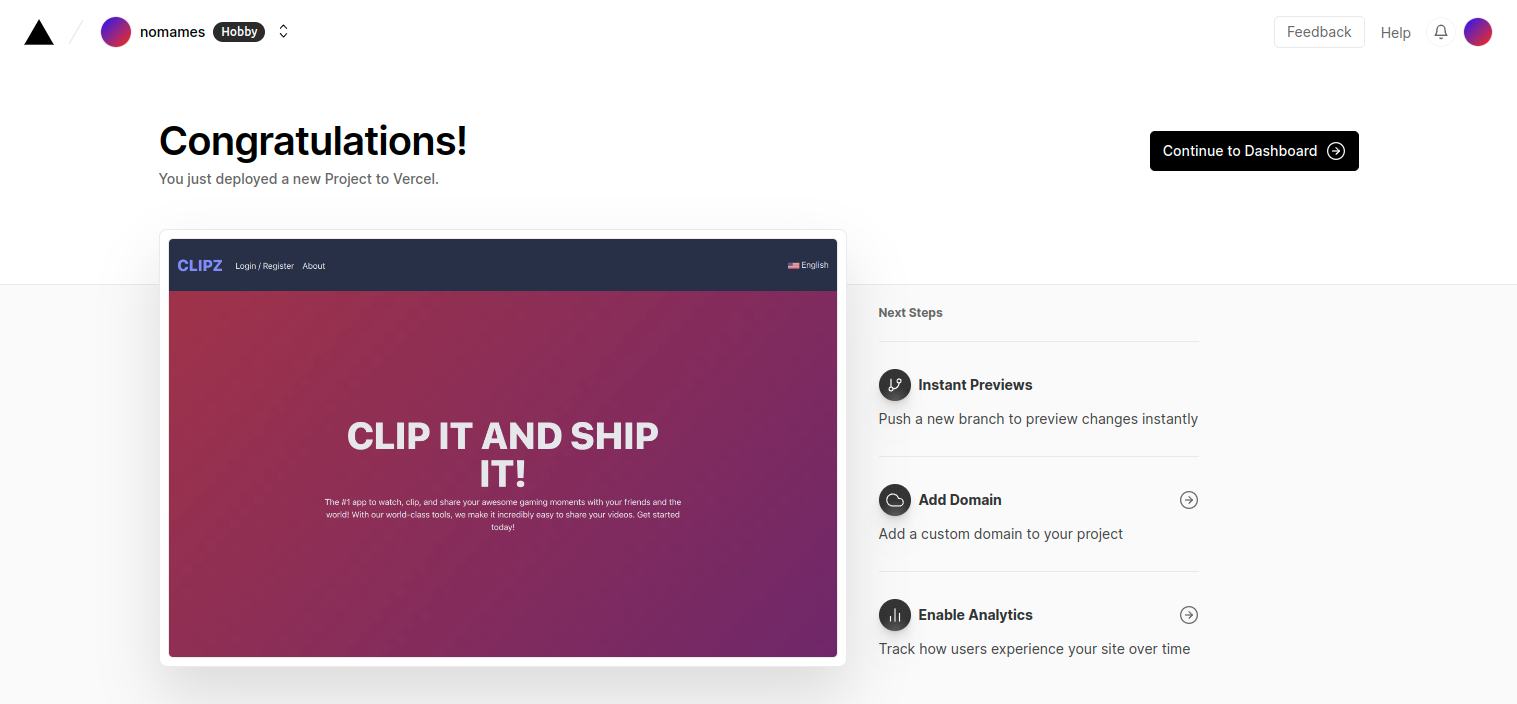 nomames Hobby
Feedback Help
Congratulations!
You just deployed a new Project to Vercel.
Continue to Dashboard
CLIPZ Login / Register About English
CLIP IT AND SHIP
IT!
The #1 app to watch, clip, and share your awesome gaming moments with your friends and the
world! With our world-class tools, we make it incredibly easy to share your videos. Get started
today!
Next Steps
Instant Previews
Push a new branch to preview changes instantly
Add Domain
Add a custom domain to your project
Enable Analytics
Track how users experience your site over time